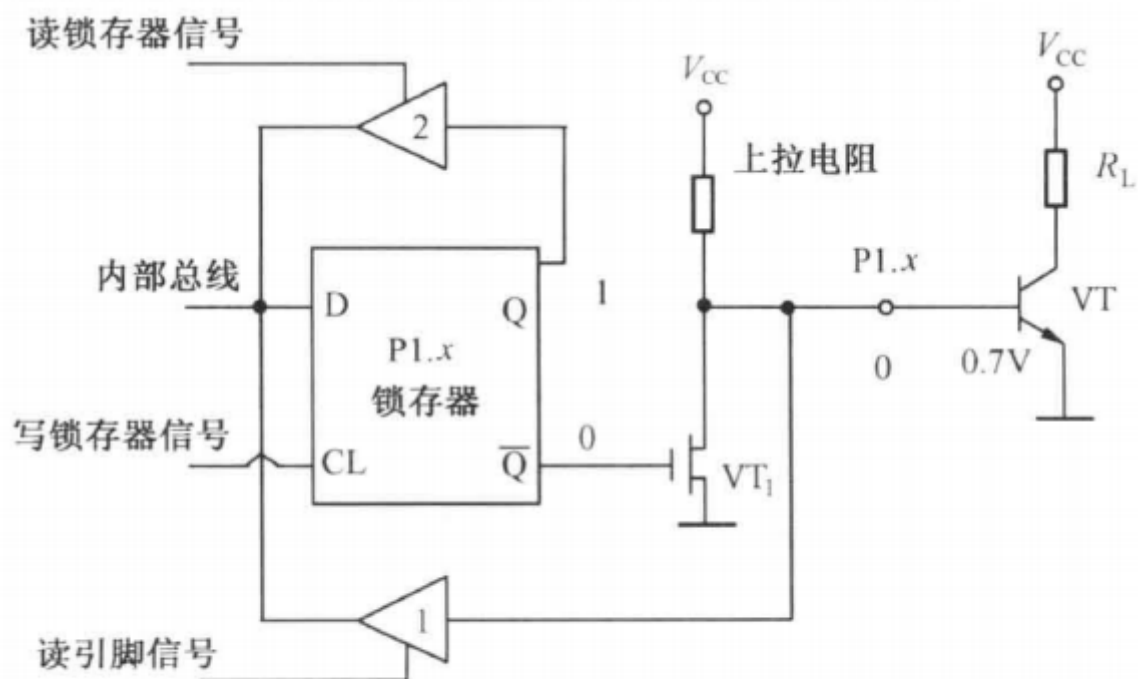 读锁存器信号
V_CC
V_CC
2
上拉电阻
R_L
内部总线
D
Q
1
P1.x
VT
P1.x
锁存器
0
0.7V
写锁存器信号
CL
Q̅
0
VT₁
1
读引脚信号